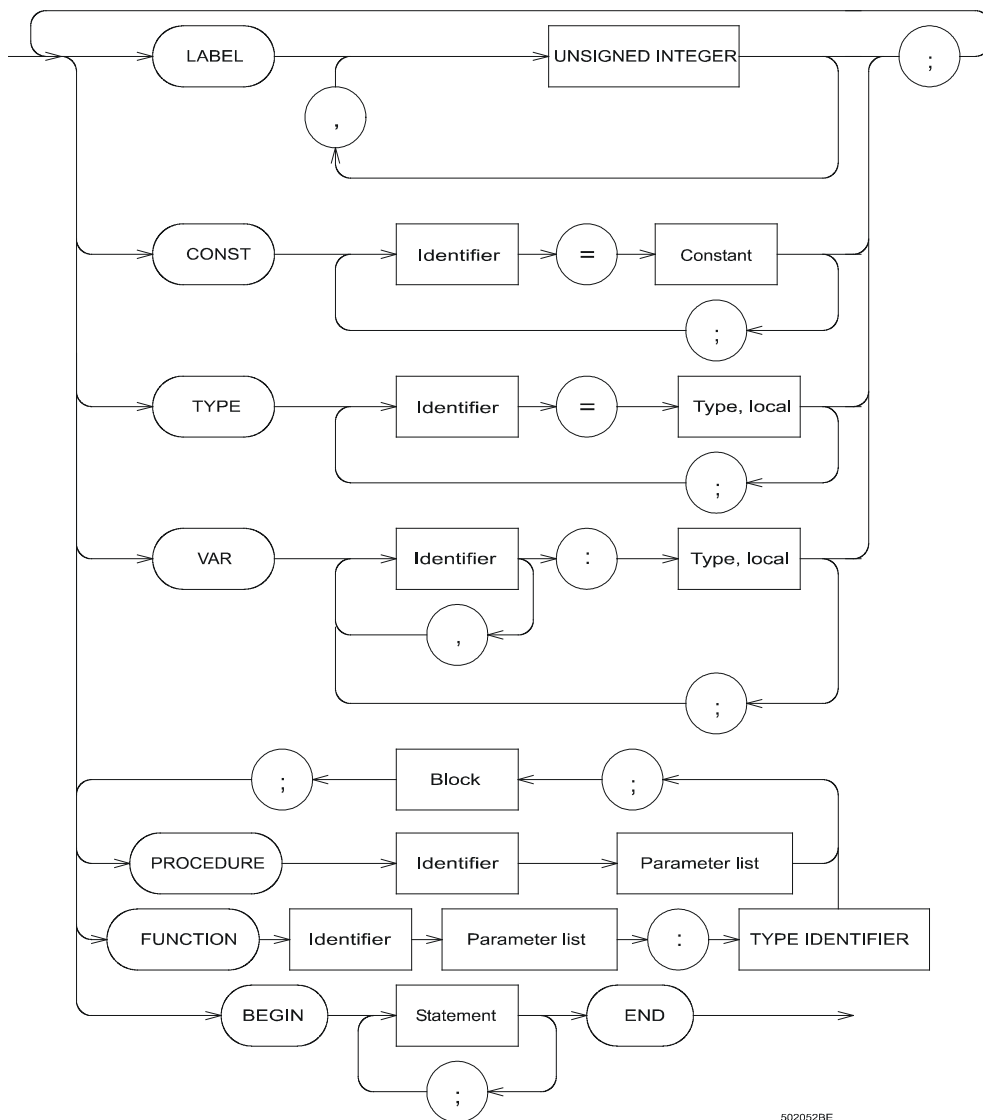 LABEL
UNSIGNED INTEGER
;
,
CONST
Identifier
=
Constant
;
TYPE
Identifier
=
Type, local
;
VAR
Identifier
:
Type, local
,
;
;
Block
;
PROCEDURE
Identifier
Parameter list
FUNCTION
Identifier
Parameter list
:
TYPE IDENTIFIER
BEGIN
Statement
END
;
502052BE